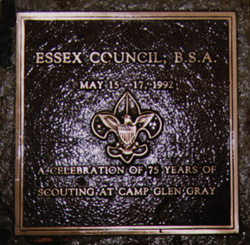 ESSEX COUNCIL, B.S.A.
MAY 15 - 17, 1992
A CELEBRATION OF 75 YEARS OF
SCOUTING AT CAMP GLEN GRAY